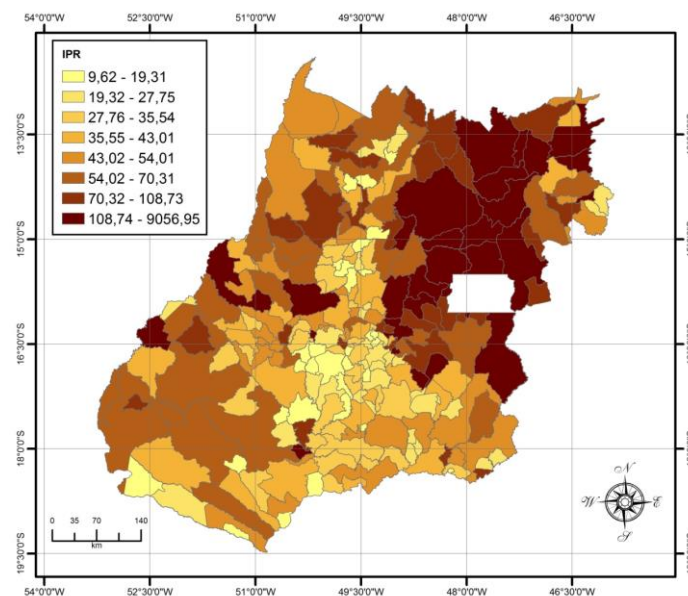 54°0'0"W 52°30'0"W 51°0'0"W 49°30'0"W 48°0'0"W 46°30'0"W
IPR
9,62 - 19,31
19,32 - 27,75
27,76 - 35,54
35,55 - 43,01
43,02 - 54,01
54,02 - 70,31
70,32 - 108,73
108,74 - 9056,95
13°30'0"S
15°0'0"S
16°30'0"S
18°0'0"S
19°30'0"S
N
W E
S
0 35 70 140
km
54°0'0"W 52°30'0"W 51°0'0"W 49°30'0"W 48°0'0"W 46°30'0"W